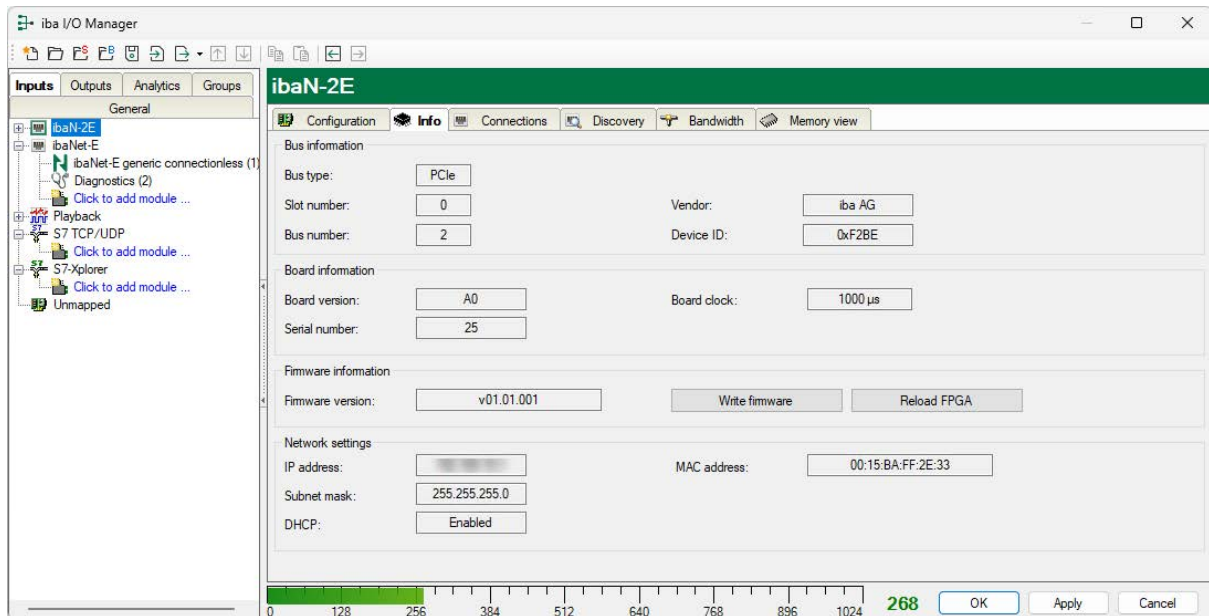 iba I/O Manager
Inputs Outputs Analytics Groups
General
ibaN-2E
ibaNet-E
ibaNet-E generic connectionless (1)
Diagnostics (2)
Click to add module ...
Playback
S7 TCP/UDP
Click to add module ...
S7-Xplorer
Click to add module ...
Unmapped
ibaN-2E
Configuration Info Connections Discovery Bandwidth Memory view
Bus information
Bus type: PCIe
Slot number: 0 Vendor: iba AG
Bus number: 2 Device ID: 0xF2BE
Board information
Board version: A0 Board clock: 1000 µs
Serial number: 25
Firmware information
Firmware version: v01.01.001 Write firmware Reload FPGA
Network settings
IP address: MAC address: 00:15:BA:FF:2E:33
Subnet mask: 255.255.255.0
DHCP: Enabled
0 128 256 384 512 640 768 896 1024 268 OK Apply Cancel